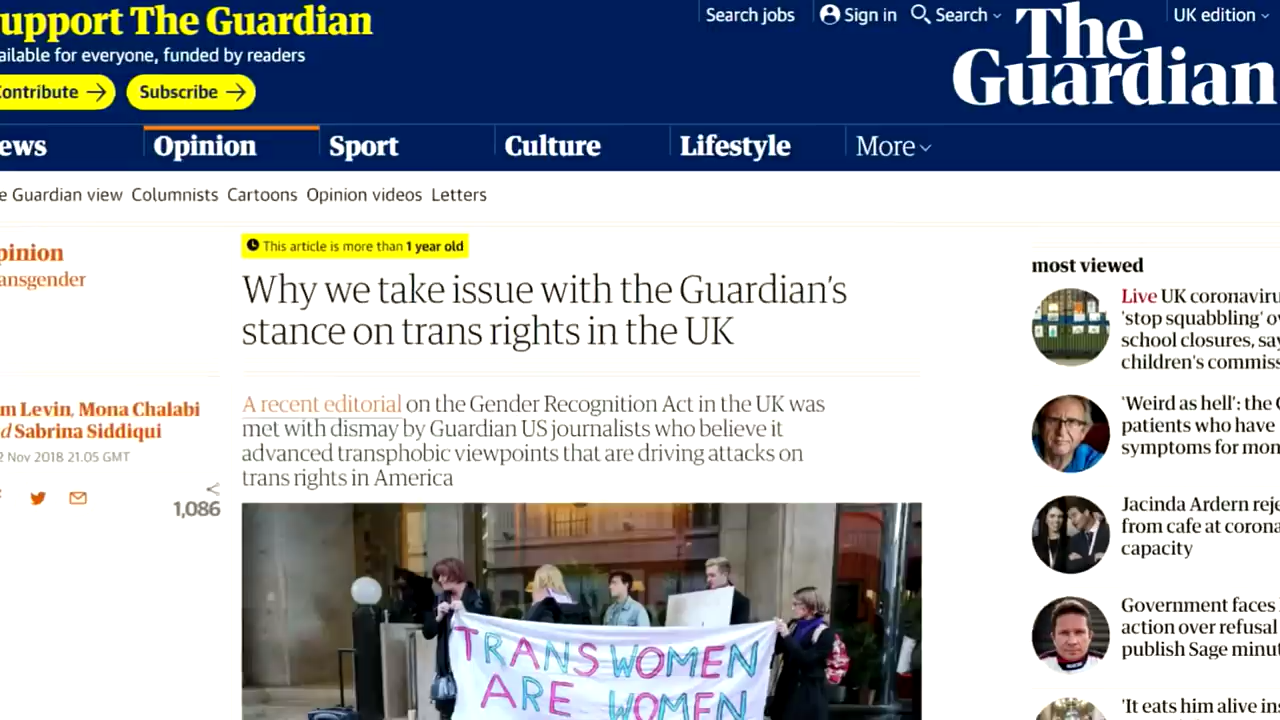 upport The Guardian
ailable for everyone, funded by readers
ontribute
Subscribe
Search jobs
Sign in
Search
UK edition
The
Guardian
ews
Opinion
Sport
Culture
Lifestyle
More
e Guardian view
Columnists
Cartoons
Opinion videos
Letters
pinion
ansgender
This article is more than 1 year old
Why we take issue with the Guardian's
stance on trans rights in the UK
m Levin, Mona Chalabi
d Sabrina Siddiqui
2 Nov 2018 21.05 GMT
1,086
A recent editorial on the Gender Recognition Act in the UK was
met with dismay by Guardian US journalists who believe it
advanced transphobic viewpoints that are driving attacks on
trans rights in America
TRANS WOMEN
ARE WOMEN
most viewed
Live UK coronaviru
'stop squabbling' ov
school closures, say
children's commiss
'Weird as hell': the C
patients who have
symptoms for mon
Jacinda Ardern reje
from cafe at corona
capacity
Government faces
action over refusal
publish Sage minut
'It eats him alive in